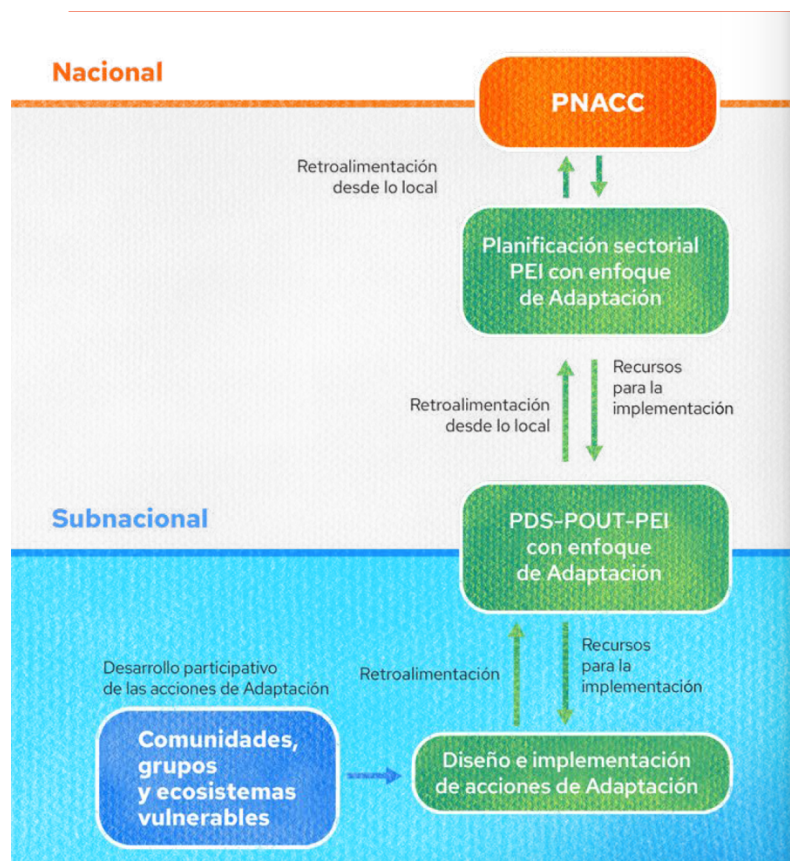 Nacional
PNACC
Retroalimentación
desde lo local
Planificación sectorial
PEI con enfoque
de Adaptación
Recursos
para la
implementación
Retroalimentación
desde lo local
Subnacional
PDS-POUT-PEI
con enfoque
de Adaptación
Recursos
para la
implementación
Retroalimentación
Desarrollo participativo
de las acciones de Adaptación
Comunidades,
grupos
y ecosistemas
vulnerables
Diseño e implementación
de acciones de Adaptación